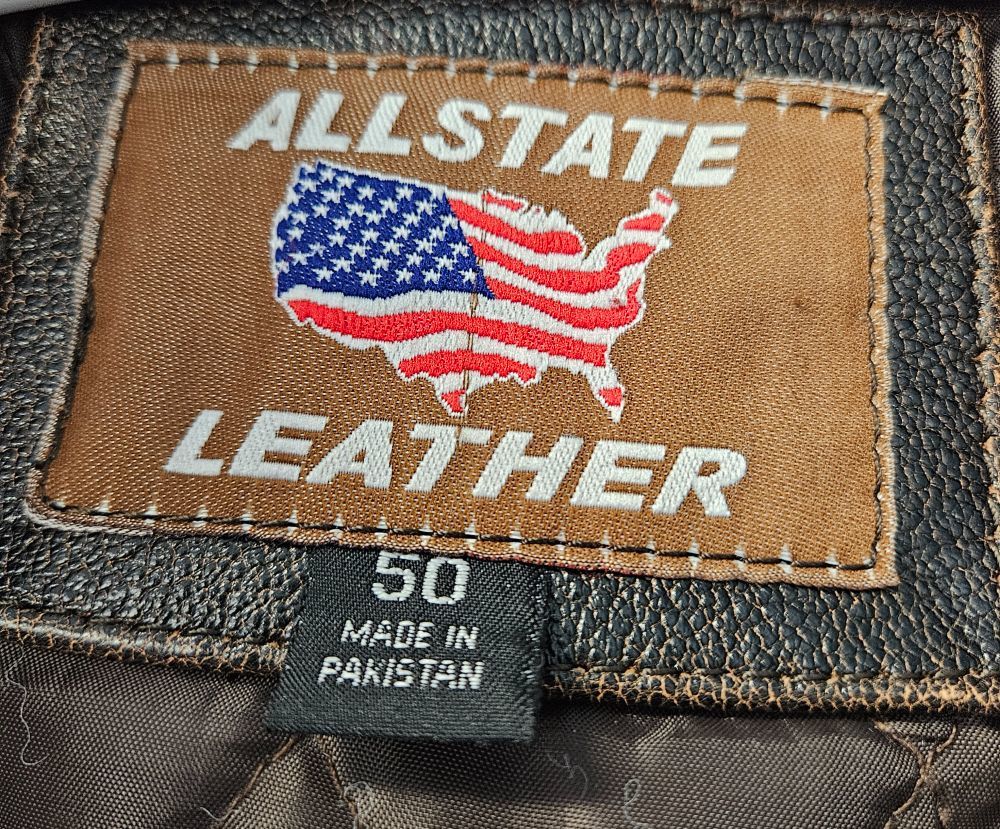 ALLSTATE
LEATHER
50
MADE IN
PAKISTAN